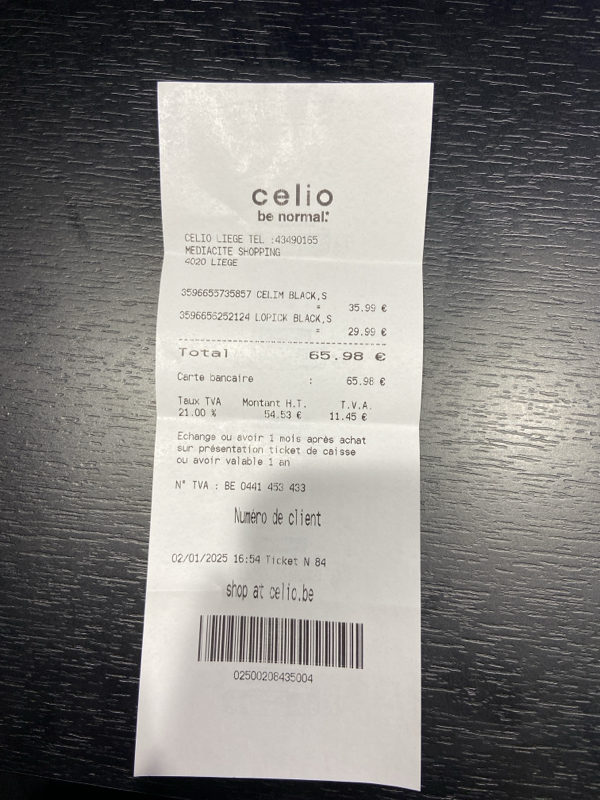 celio
be normal:
CELIO LIEGE TEL :43490165
MEDIACITE SHOPPING
4020 LIEGE
3596655735857 CELIM BLACK,S
= 35.99 €
3596656252124 LOPICK BLACK,S
= 29.99 €
Total 65.98 €
Carte bancaire : 65.98 €
Taux TVA Montant H.T. T.V.A.
21.00 % 54.53 € 11.45 €
Echange ou avoir 1 mois après achat
sur présentation ticket de caisse
ou avoir valable 1 an
N° TVA : BE 0441 453 433
Numéro de client
02/01/2025 16:54 Ticket N 84
shop at celio.be
02500208435004